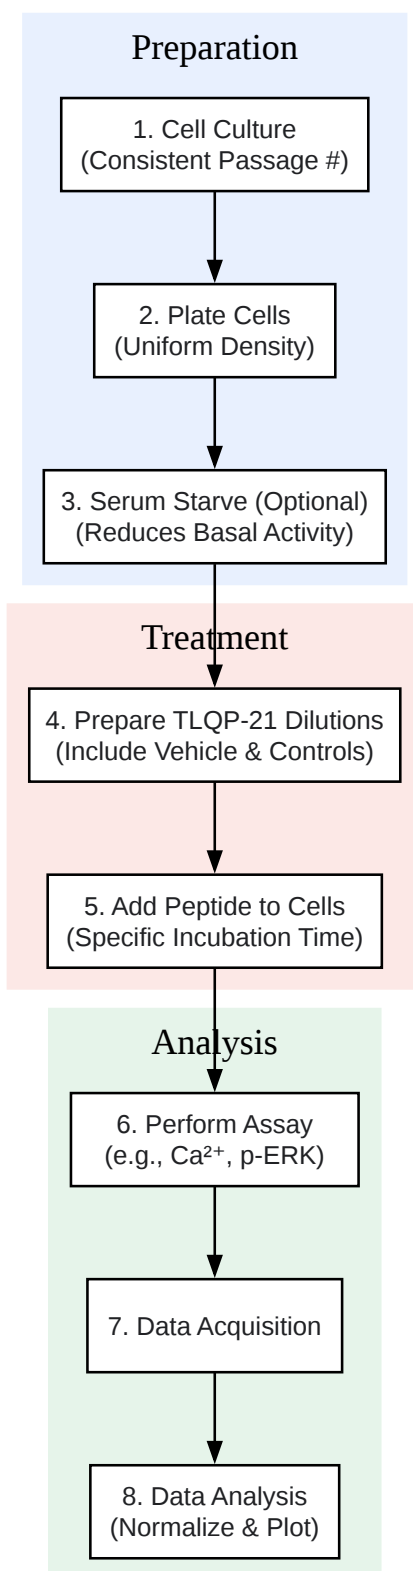 Preparation
1. Cell Culture
(Consistent Passage #)
2. Plate Cells
(Uniform Density)
3. Serum Starve (Optional)
(Reduces Basal Activity)
Treatment
4. Prepare TLQP-21 Dilutions
(Include Vehicle & Controls)
5. Add Peptide to Cells
(Specific Incubation Time)
Analysis
6. Perform Assay
(e.g., Ca²⁺, p-ERK)
7. Data Acquisition
8. Data Analysis
(Normalize & Plot)